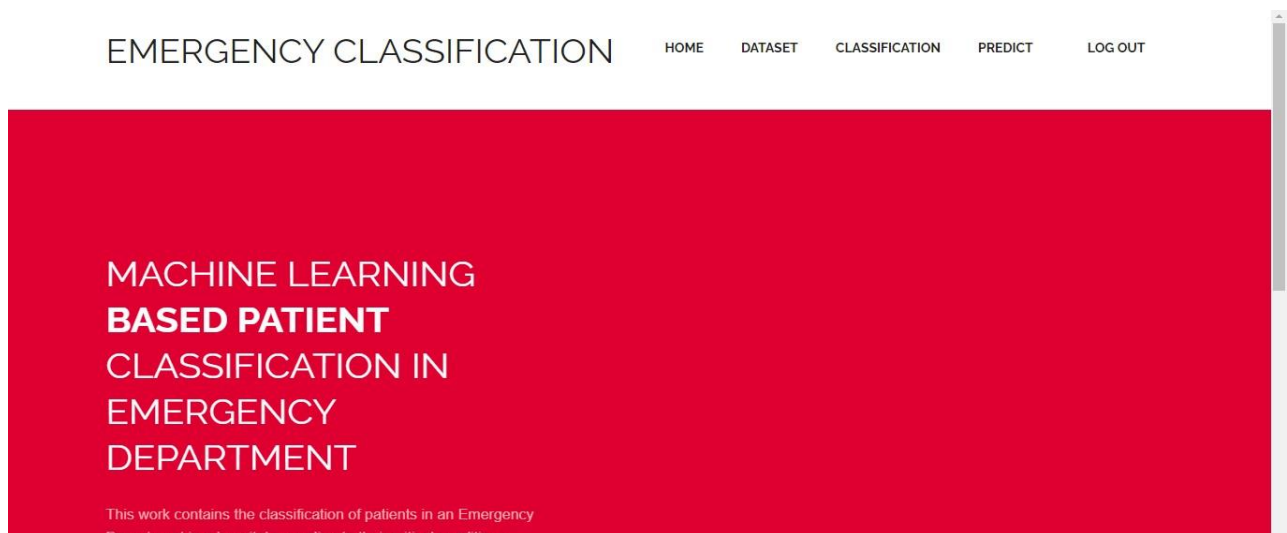 EMERGENCY CLASSIFICATION
HOME DATASET CLASSIFICATION PREDICT LOG OUT
MACHINE LEARNING
BASED PATIENT
CLASSIFICATION IN
EMERGENCY
DEPARTMENT
This work contains the classification of patients in an Emergency